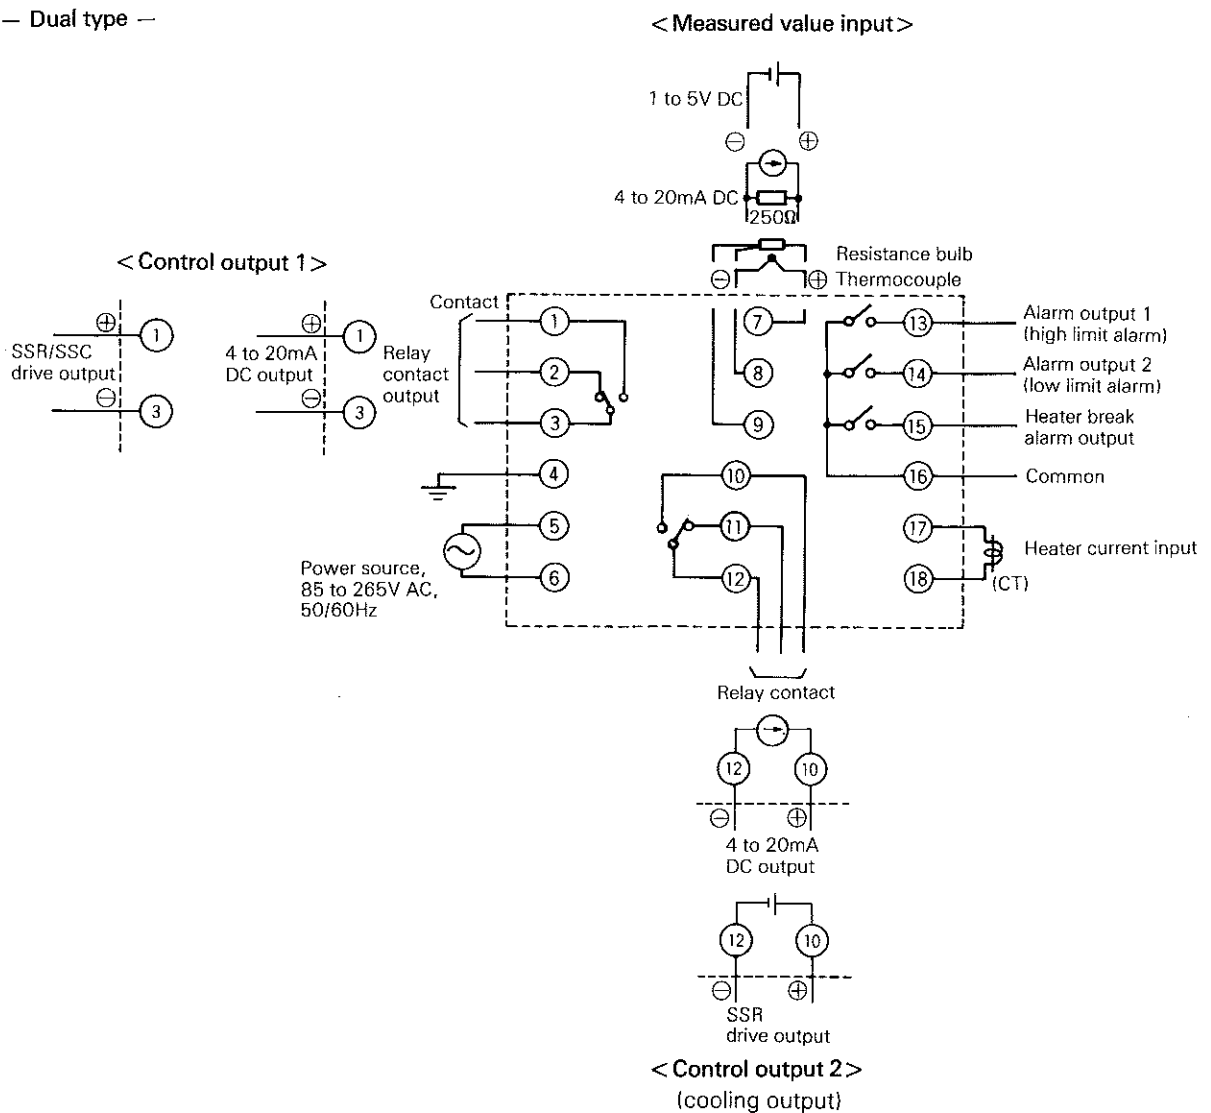 — Dual type —
<Measured value input>
1 to 5V DC
⊖ ⊕
4 to 20mA DC
250Ω
Resistance bulb
⊖ ⊕ Thermocouple
<Control output 1>
⊕ 1
SSR/SSC
drive output
⊖ 3
⊕ 1
4 to 20mA
DC output
⊖ 3
Contact
Relay
contact
output
1
2
3
4
5
6
Power source,
85 to 265V AC,
50/60Hz
7
8
9
10
11
12
13 Alarm output 1
(high limit alarm)
14 Alarm output 2
(low limit alarm)
15 Heater break
alarm output
16 Common
17
Heater current input
18 (CT)
Relay contact
12 10
⊖ ⊕
4 to 20mA
DC output
12 10
⊖ ⊕
SSR
drive output
<Control output 2>
(cooling output)